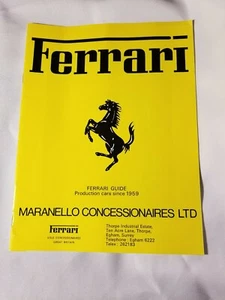 Ferrari
FERRARI GUIDE
Production cars since 1958
MARANELLO CONCESSIONAIRES LTD
Ferrari
Thorpe Industrial Estate,
Ten Acre Lane, Thorpe,
Egham, Surrey
Telephone : Egham 6222
Telex : 262183